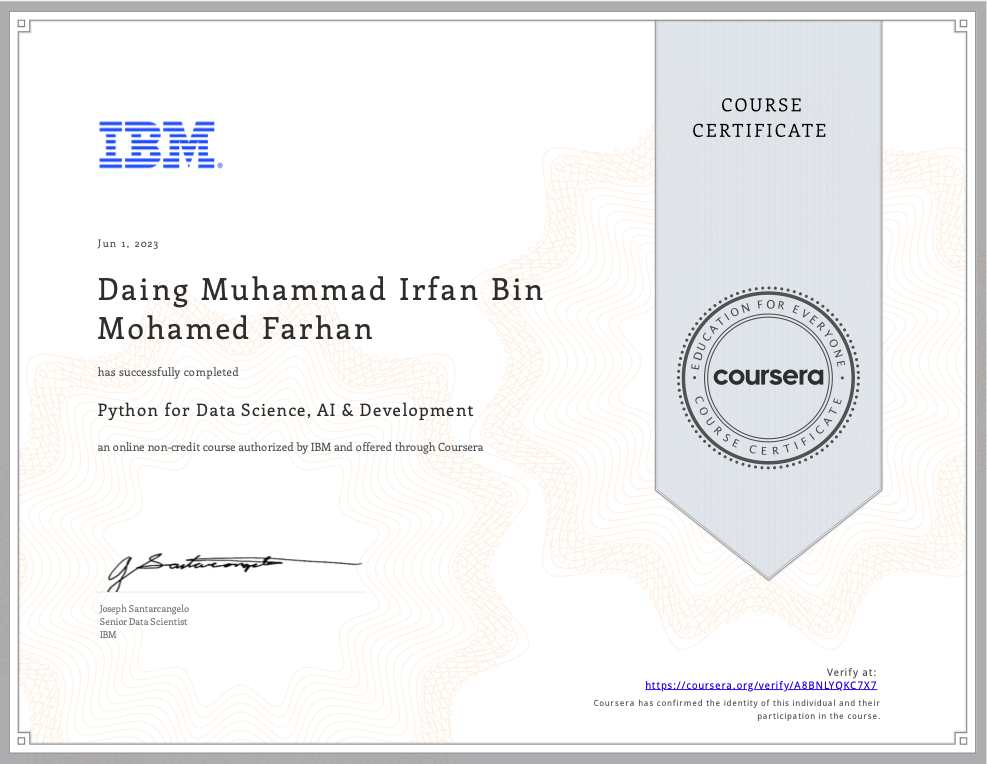 COURSE
CERTIFICATE
IBM®
Jun 1, 2023
Daing Muhammad Irfan Bin
Mohamed Farhan
has successfully completed
Python for Data Science, AI & Development
an online non-credit course authorized by IBM and offered through Coursera
EDUCATION FOR EVERYONE
coursera
COURSE CERTIFICATE
J Santarcangelo
Joseph Santarcangelo
Senior Data Scientist
IBM
Verify at:
https://coursera.org/verify/A8BNLYQKC7X7
Coursera has confirmed the identity of this individual and their
participation in the course.